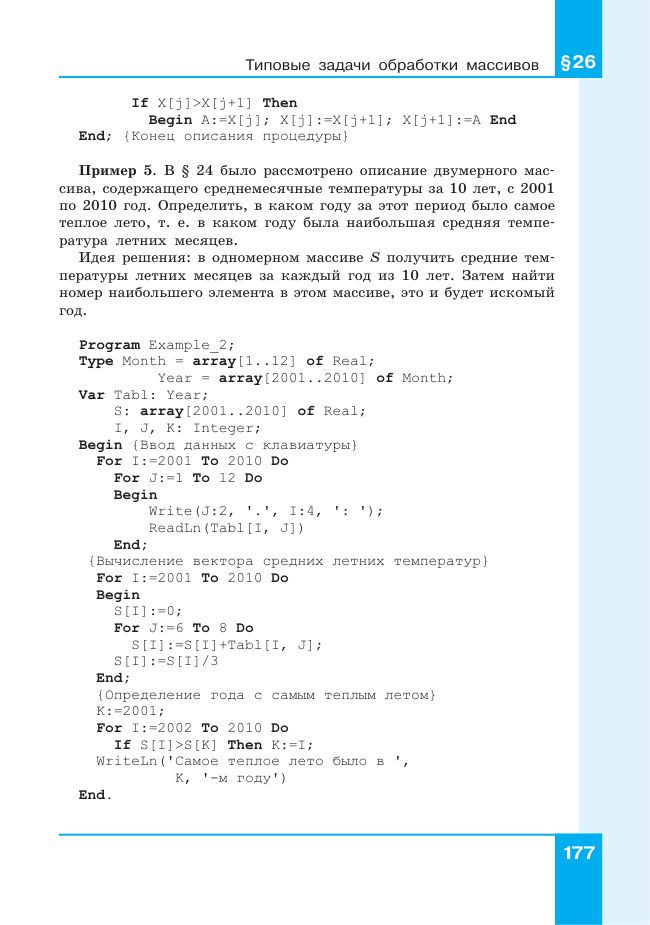 Типовые задачи обработки массивов §26
If X[j]>X[j+1] Then
Begin A:=X[j]; X[j]:=X[j+1]; X[j+1]:=A End
End; {Конец описания процедуры}
Пример 5. В § 24 было рассмотрено описание двумерного мас-
сива, содержащего среднемесячные температуры за 10 лет, с 2001
по 2010 год. Определить, в каком году за этот период было самое
теплое лето, т. е. в каком году была наибольшая средняя темпе-
ратура летних месяцев.
Идея решения: в одномерном массиве S получить средние тем-
пературы летних месяцев за каждый год из 10 лет. Затем найти
номер наибольшего элемента в этом массиве, это и будет искомый
год.
Program Example_2;
Type Month = array[1..12] of Real;
Year = array[2001..2010] of Month;
Var Tabl: Year;
S: array[2001..2010] of Real;
I, J, K: Integer;
Begin {Ввод данных с клавиатуры}
For I:=2001 To 2010 Do
For J:=1 To 12 Do
Begin
Write(J:2, '.', I:4, ': ');
ReadLn(Tabl[I, J])
End;
{Вычисление вектора средних летних температур}
For I:=2001 To 2010 Do
Begin
S[I]:=0;
For J:=6 To 8 Do
S[I]:=S[I]+Tabl[I, J];
S[I]:=S[I]/3
End;
{Определение года с самым теплым летом}
K:=2001;
For I:=2002 To 2010 Do
If S[I]>S[K] Then K:=I;
WriteLn('Самое теплое лето было в ',
K, '-м году')
End.
177